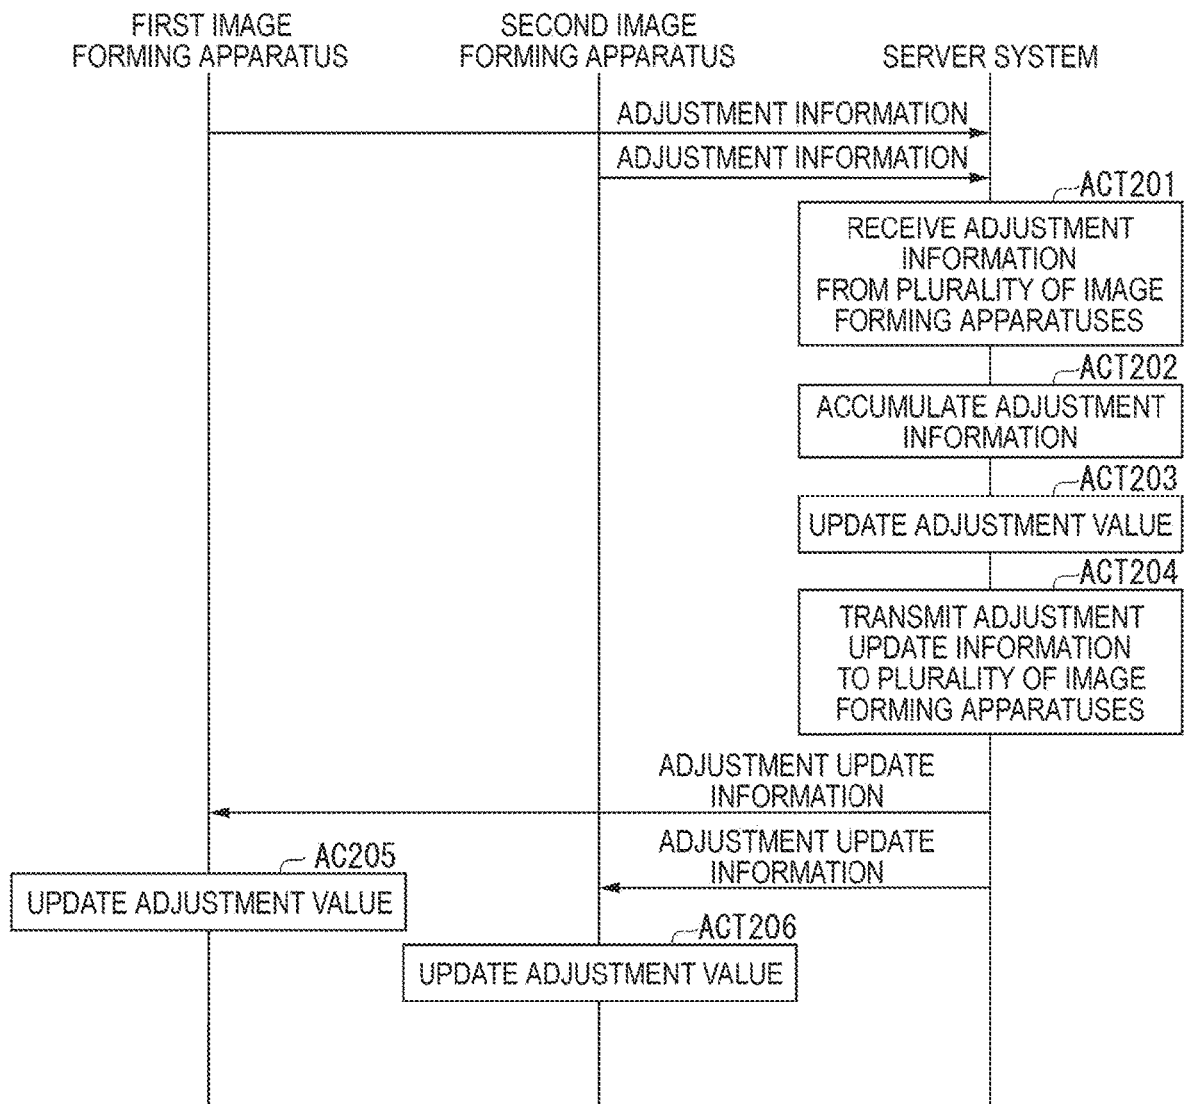 FIRST IMAGE
FORMING APPARATUS
SECOND IMAGE
FORMING APPARATUS
SERVER SYSTEM
ADJUSTMENT INFORMATION
ADJUSTMENT INFORMATION
ACT201
RECEIVE ADJUSTMENT
INFORMATION
FROM PLURALITY OF IMAGE
FORMING APPARATUSES
ACT202
ACCUMULATE ADJUSTMENT
INFORMATION
ACT203
UPDATE ADJUSTMENT VALUE
ACT204
TRANSMIT ADJUSTMENT
UPDATE INFORMATION
TO PLURALITY OF IMAGE
FORMING APPARATUSES
ADJUSTMENT UPDATE
INFORMATION
ADJUSTMENT UPDATE
INFORMATION
AC205
UPDATE ADJUSTMENT VALUE
ACT206
UPDATE ADJUSTMENT VALUE